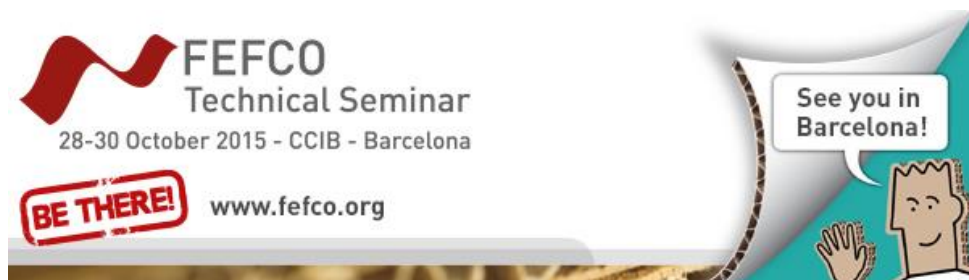 FEFCO
Technical Seminar
28-30 October 2015 - CCIB - Barcelona
BE THERE!
www.fefco.org
See you in
Barcelona!